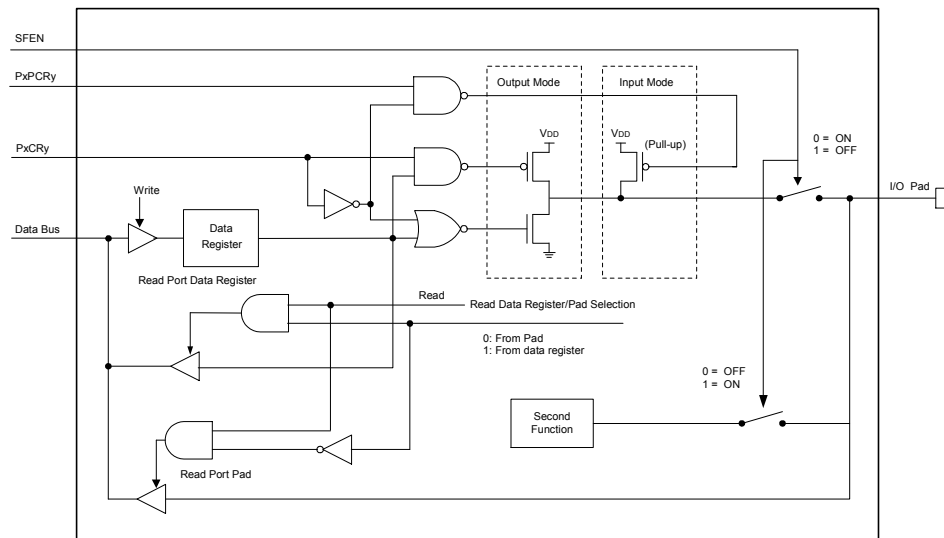 SFEN
PxPCRy
Output Mode
Input Mode
VDD
VDD
(Pull-up)
0 = ON
1 = OFF
PxCRy
I/O Pad
Write
Data Bus
Data
Register
Read Port Data Register
Read
Read Data Register/Pad Selection
0: From Pad
1: From data register
0 = OFF
1 = ON
Second
Function
Read Port Pad